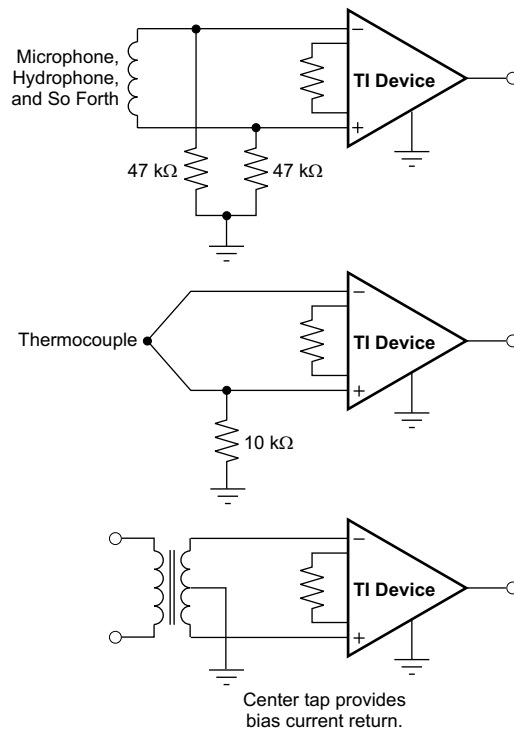 Microphone,
Hydrophone,
and So Forth
−
TI Device
+
47 kΩ
47 kΩ
Thermocouple
−
TI Device
+
10 kΩ
−
TI Device
+
Center tap provides
bias current return.